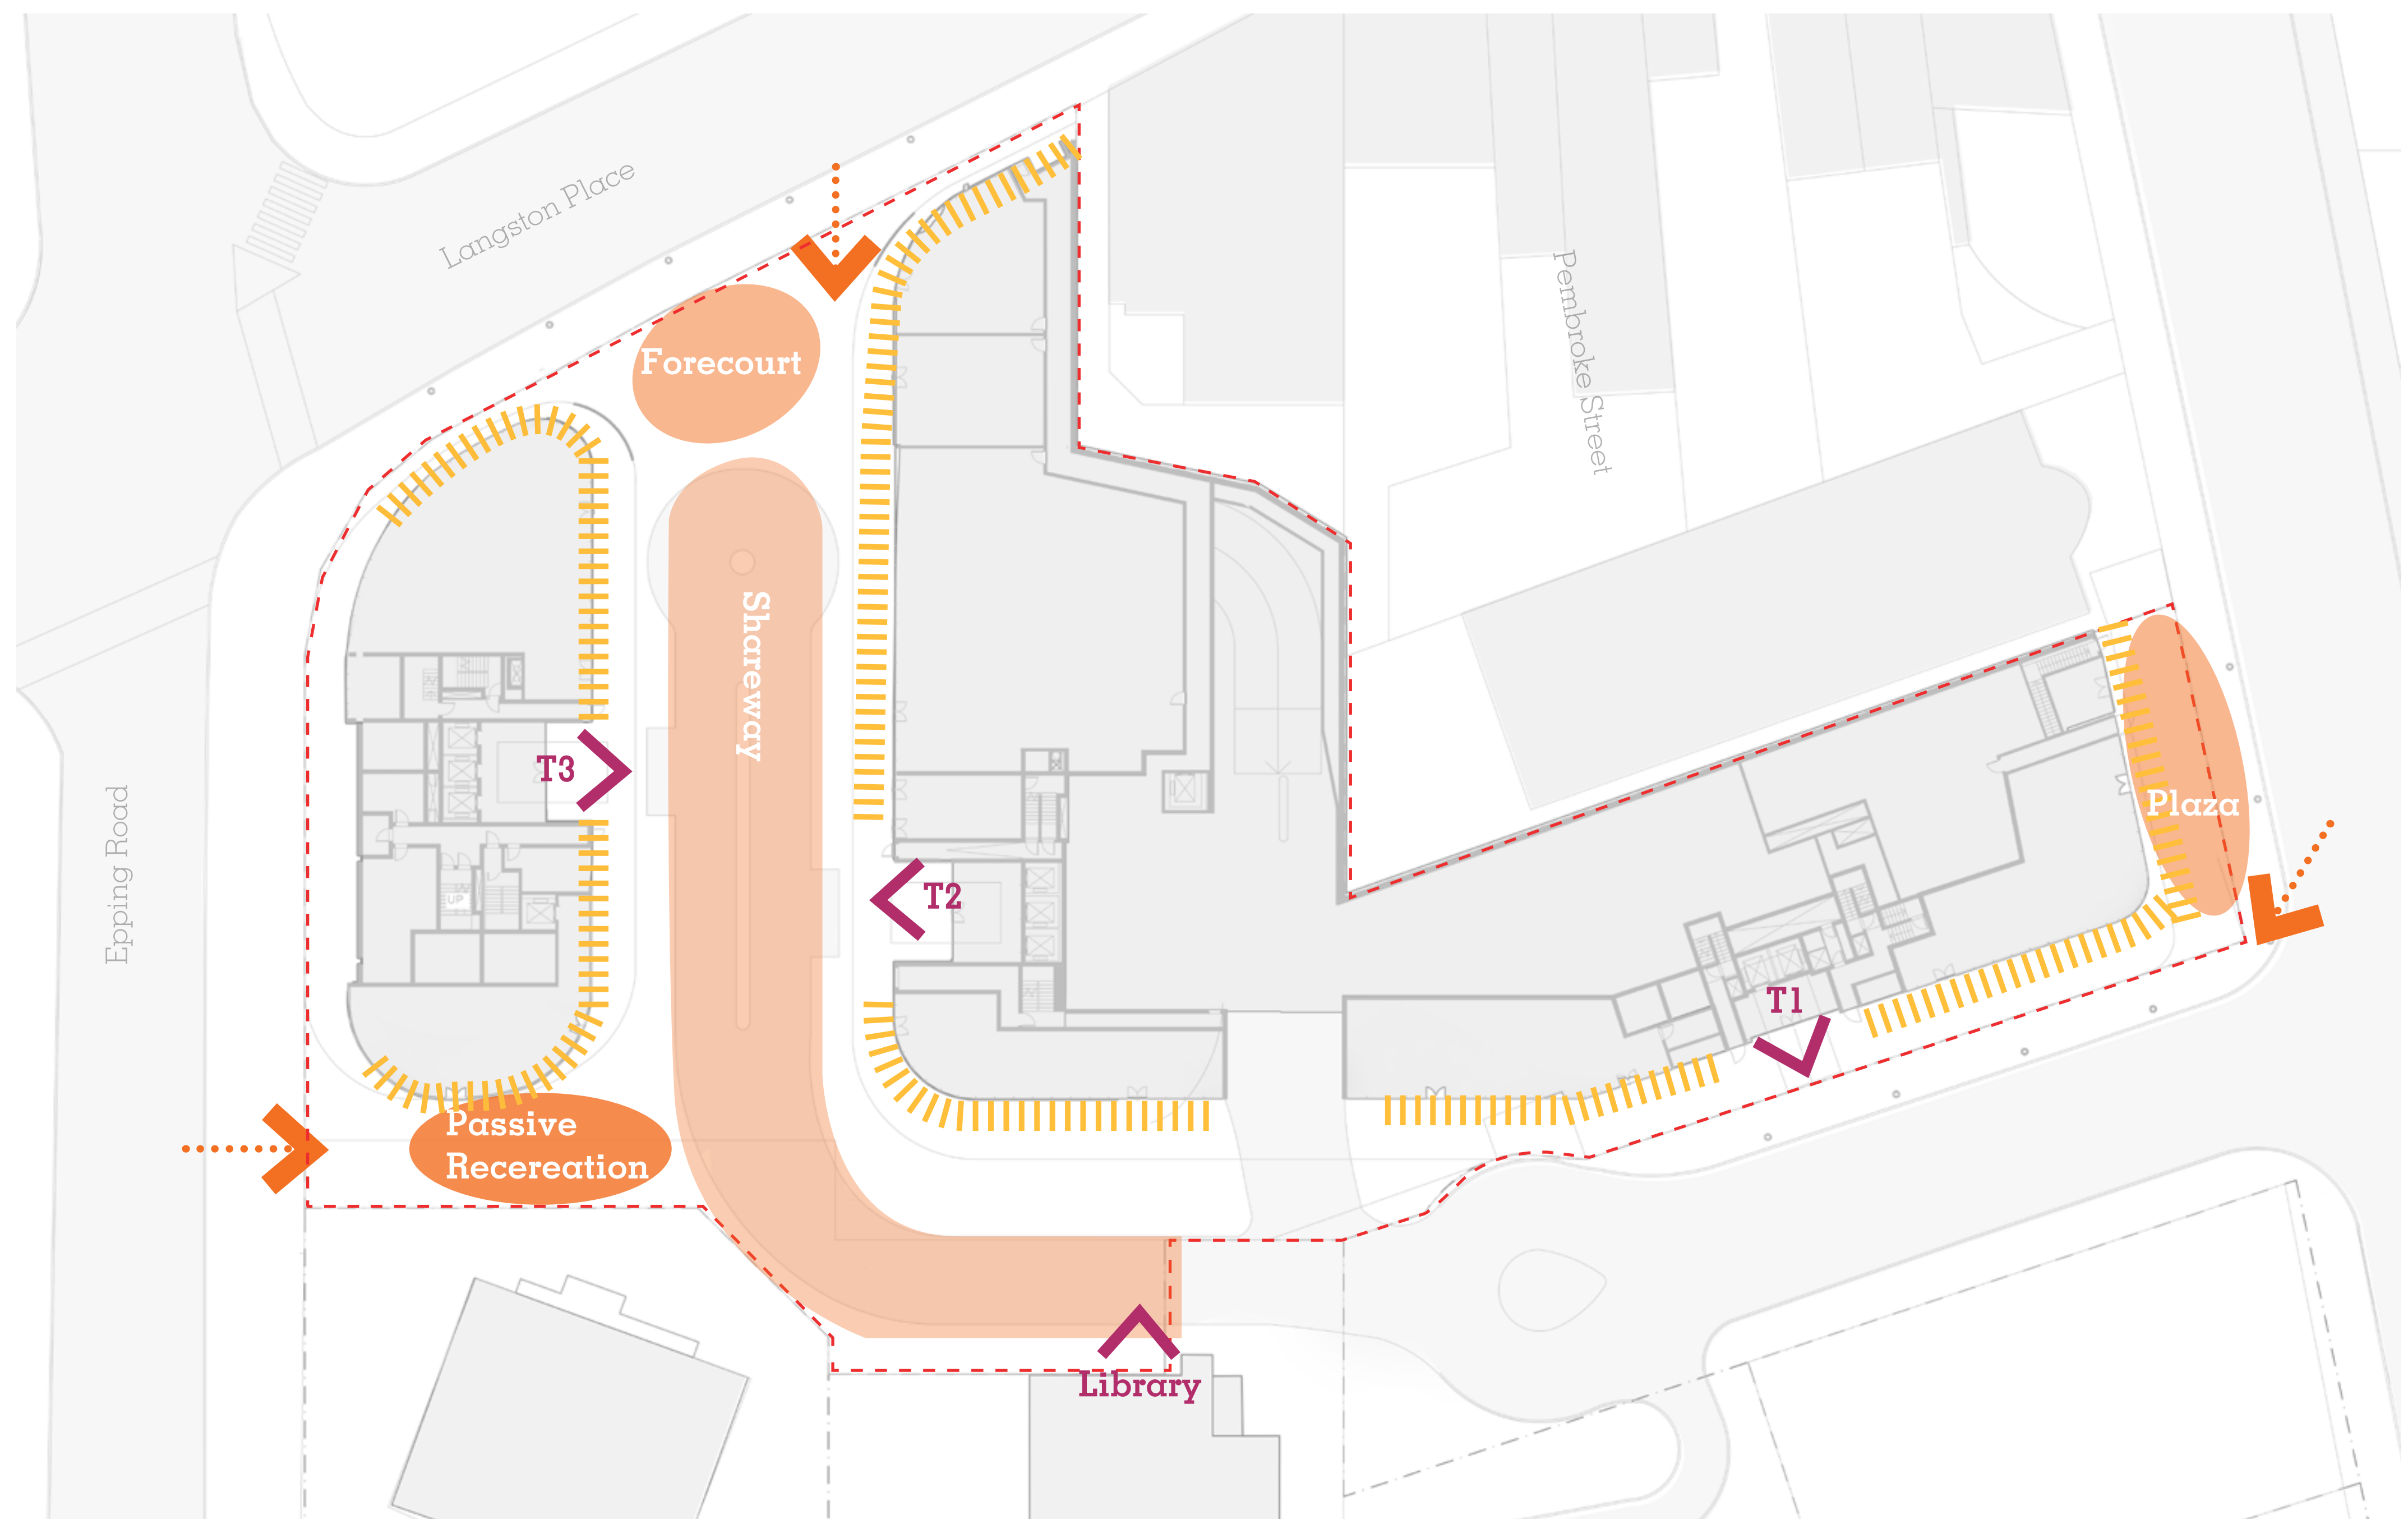 Langston Place
Pembroke Street
Forecourt
Shareway
T3
Plaza
Epping Road
T2
UP
T1
Passive
Recereation
Library